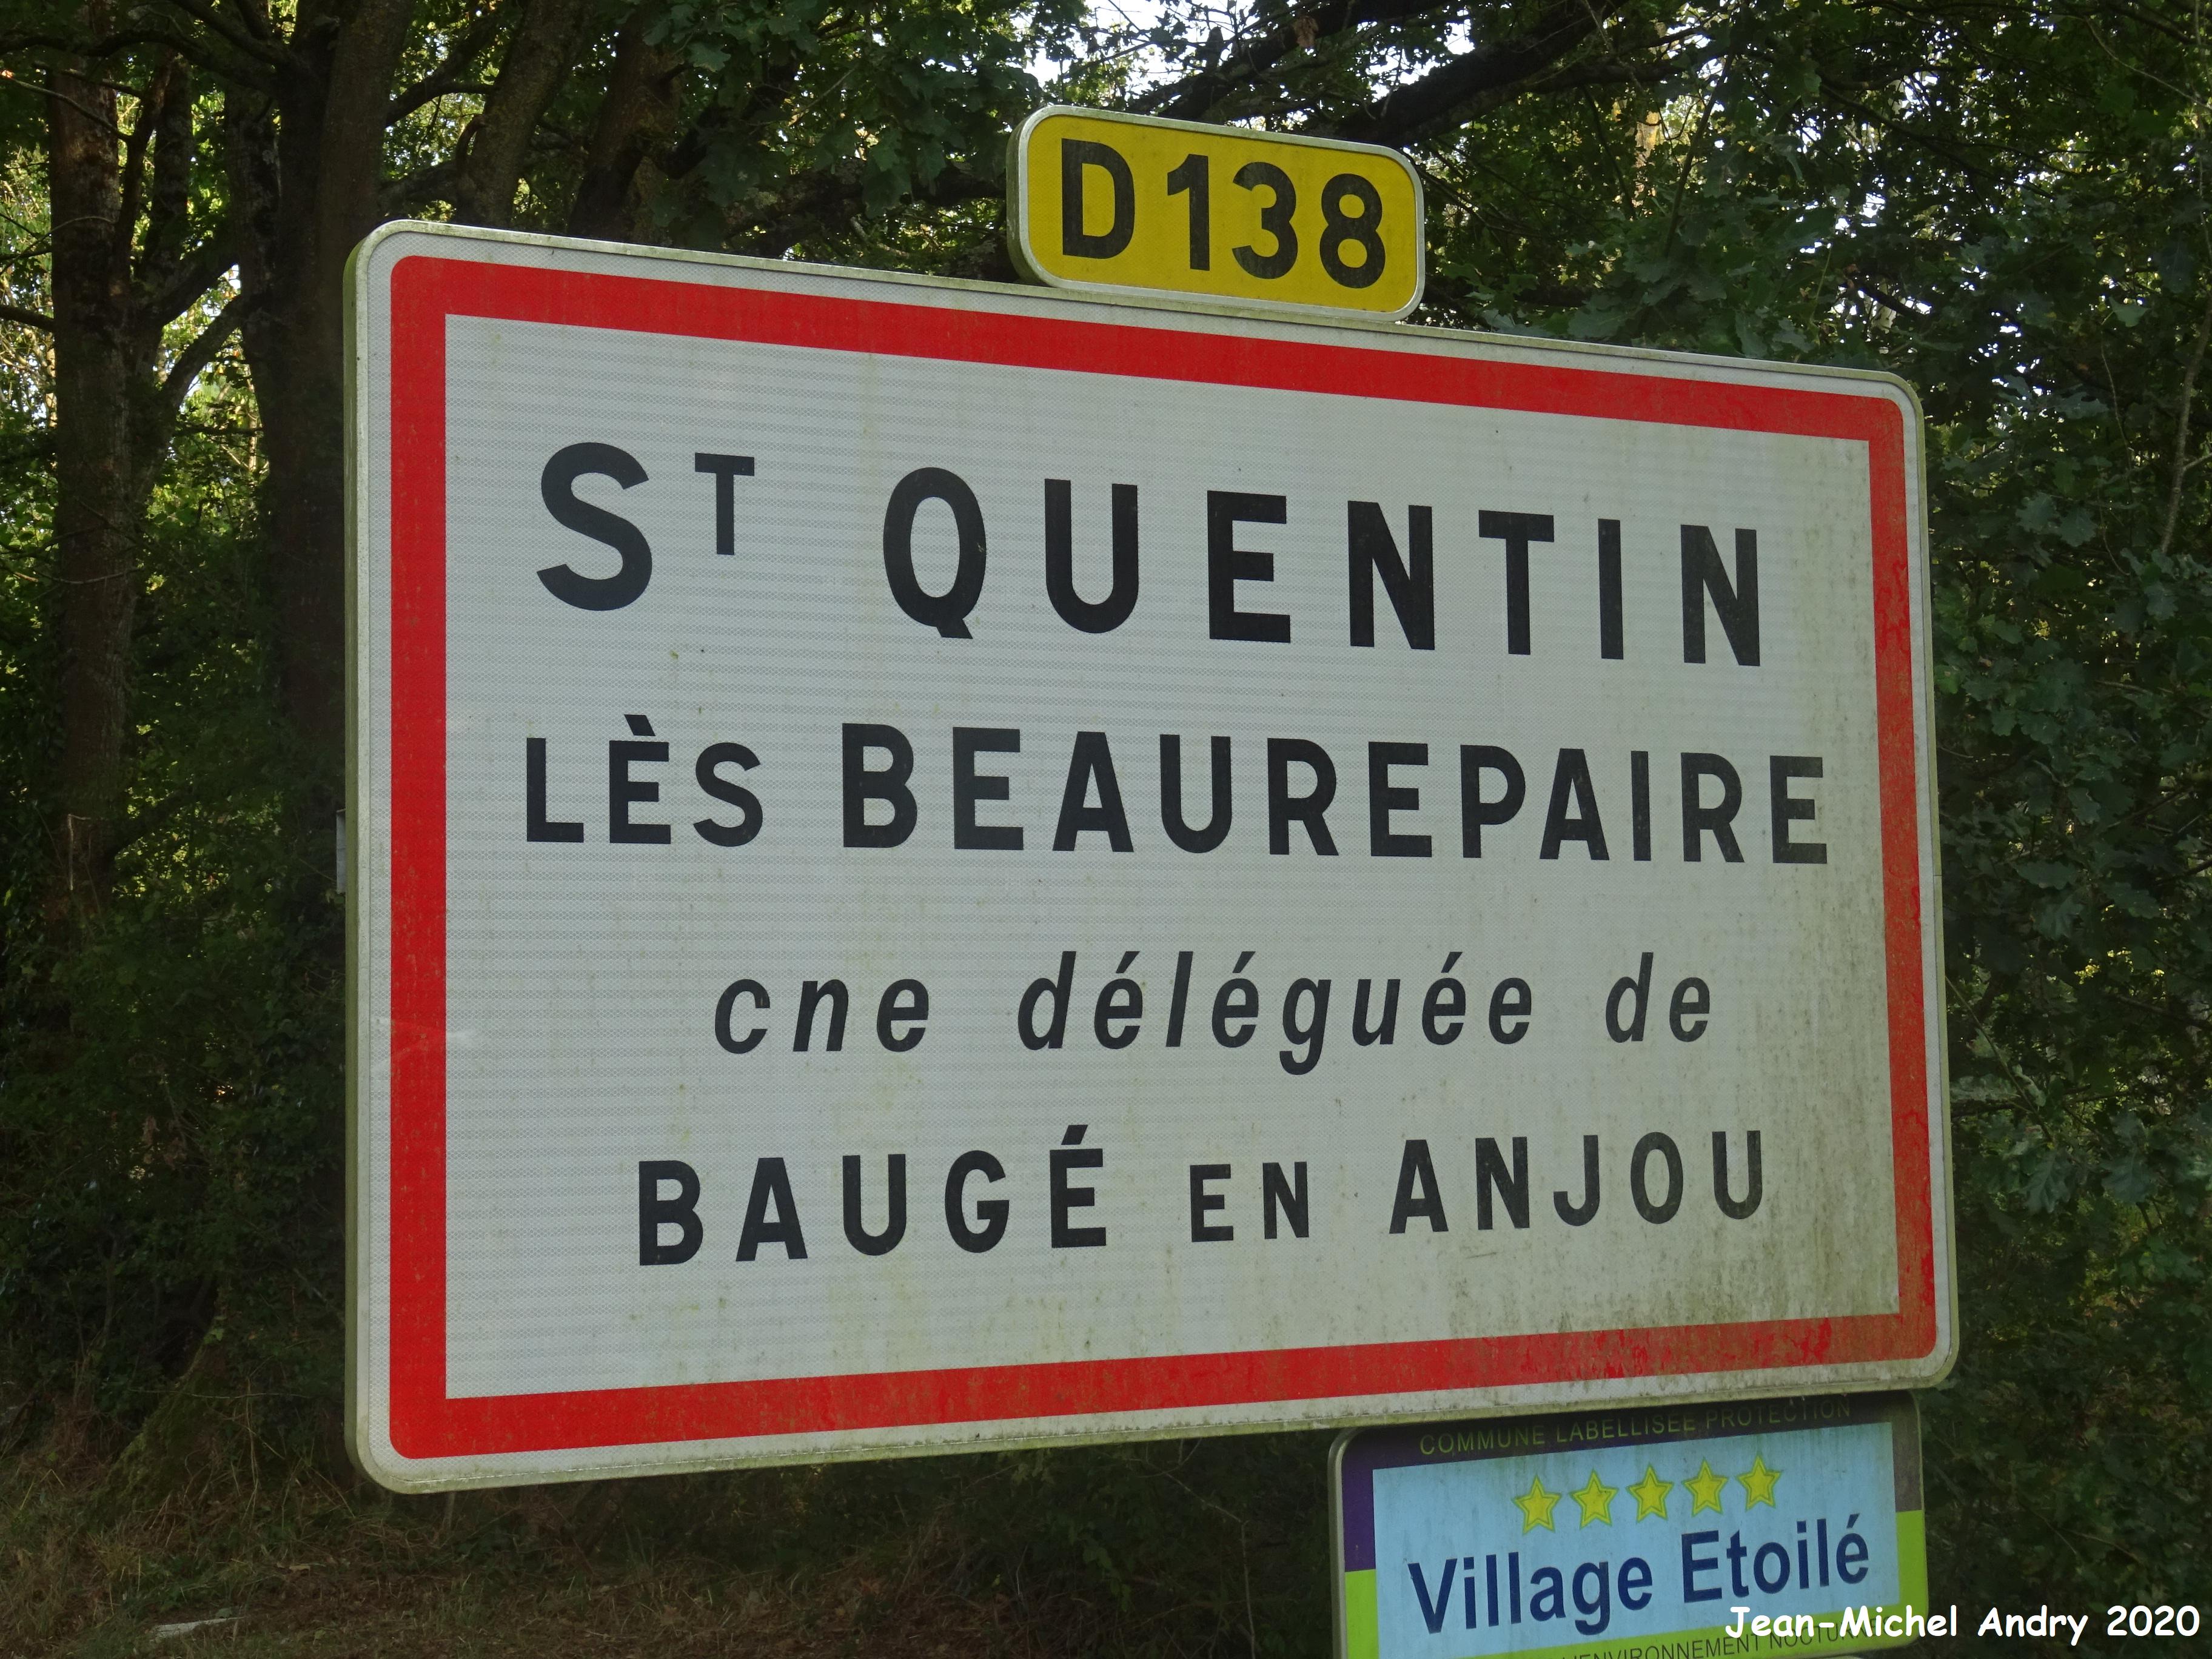 D138
ST QUENTIN
LÈS BEAUREPAIRE
cne déléguée de
BAUGÉ EN ANJOU
COMMUNE LABELLISÉE PROTECTION
Village Etoilé
Jean-Michel Andry 2020